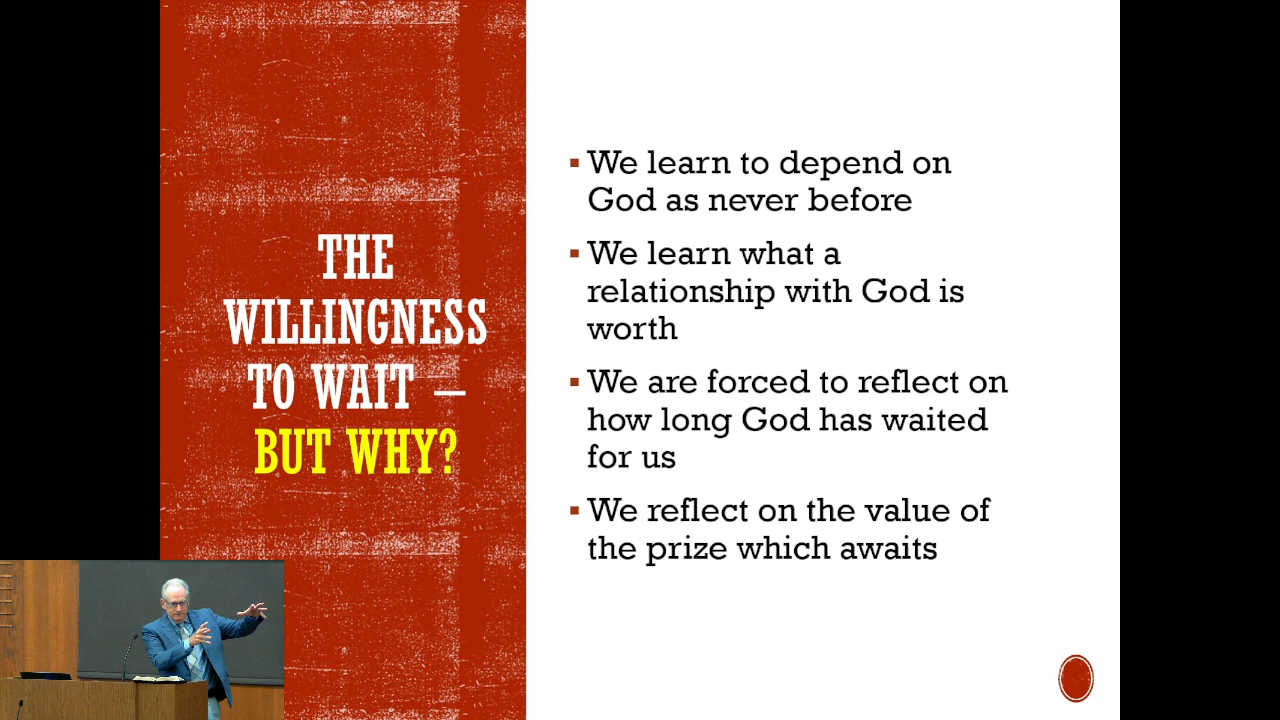 THE
WILLINGNESS
TO WAIT –
BUT WHY?
▪ We learn to depend on
God as never before
▪ We learn what a
relationship with God is
worth
▪ We are forced to reflect on
how long God has waited
for us
▪ We reflect on the value of
the prize which awaits